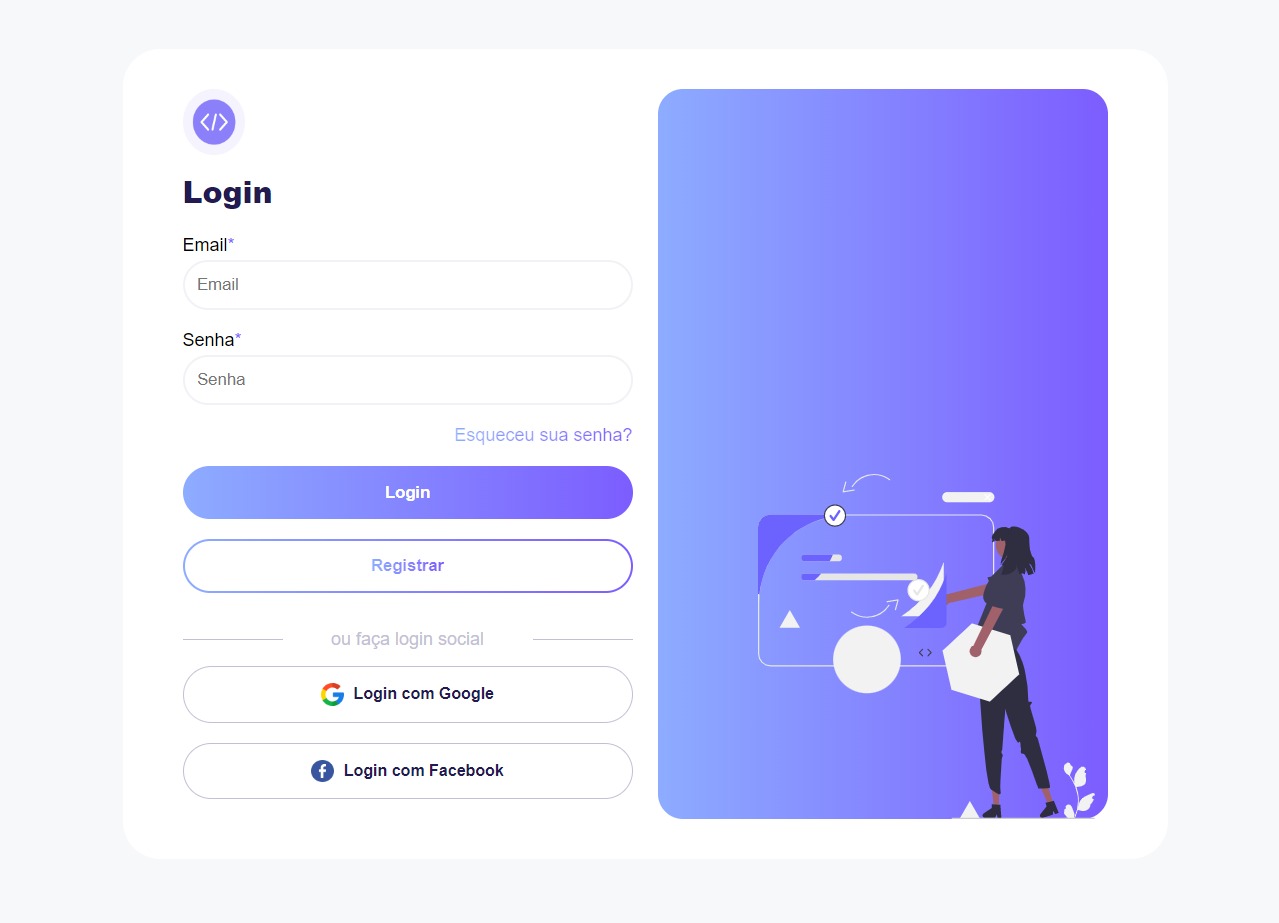 </>
Login
Email*
Email
Senha*
Senha
Esqueceu sua senha?
Login
Registrar
ou faça login social
Login com Google
Login com Facebook
<>